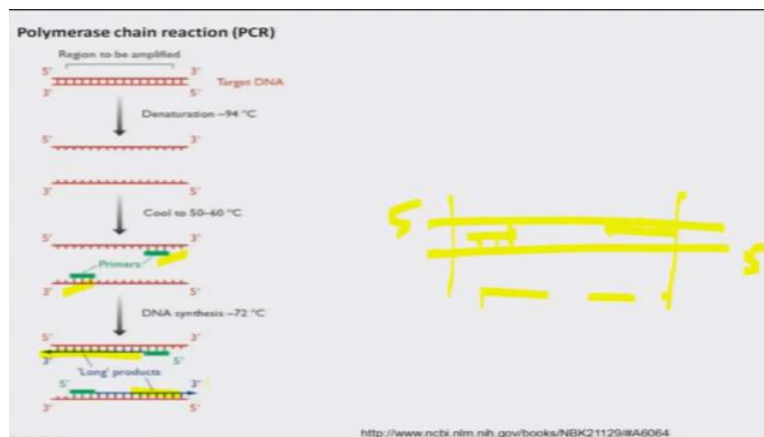 Polymerase chain reaction (PCR)
Region to be amplified
5' 3'
Target DNA
3' 5'
Denaturation ~94 °C
5' 3'
3' 5'
Cool to 50–60 °C
5' 3'
Primers
3' 5'
DNA synthesis ~72 °C
5' 3'
3' 5'
'Long' products
5' 3'
3' 5'
5
5
http://www.ncbi.nlm.nih.gov/books/NBK21129/#A6064